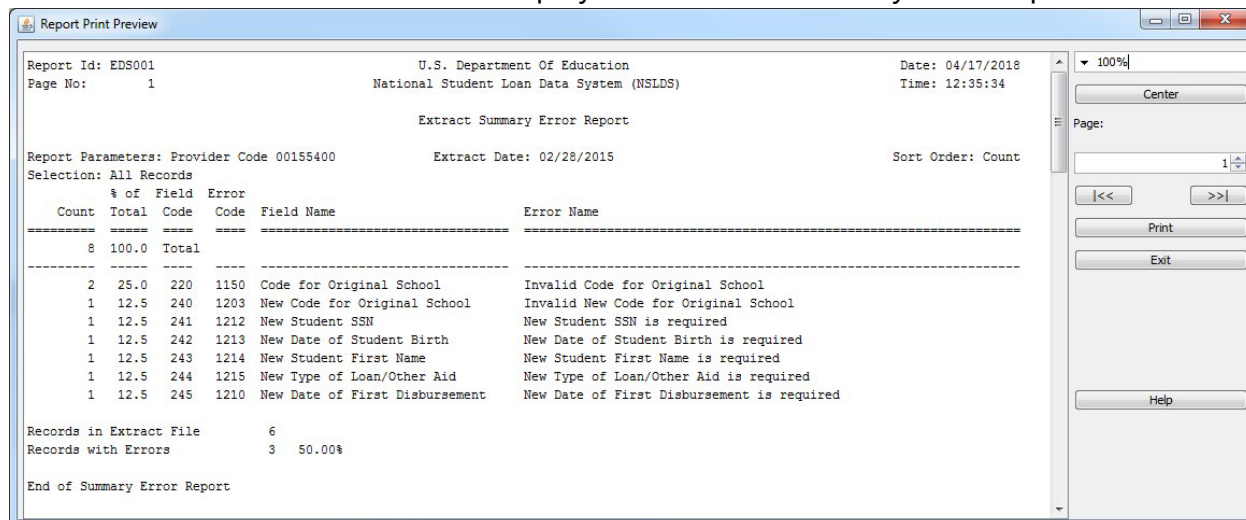 Report Print Preview
Report Id: EDS001 U.S. Department Of Education Date: 04/17/2018
Page No: 1 National Student Loan Data System (NSLDS) Time: 12:35:34
Extract Summary Error Report
Report Parameters: Provider Code 00155400 Extract Date: 02/28/2015 Sort Order: Count
Selection: All Records
% of Field Error
Count Total Code Code Field Name Error Name
========= ===== ==== ==== ================================ ================================================================
8 100.0 Total
--------- ----- ---- ---- -------------------------------- ----------------------------------------------------------------
2 25.0 220 1150 Code for Original School Invalid Code for Original School
1 12.5 240 1203 New Code for Original School Invalid New Code for Original School
1 12.5 241 1212 New Student SSN New Student SSN is required
1 12.5 242 1213 New Date of Student Birth New Date of Student Birth is required
1 12.5 243 1214 New Student First Name New Student First Name is required
1 12.5 244 1215 New Type of Loan/Other Aid New Type of Loan/Other Aid is required
1 12.5 245 1210 New Date of First Disbursement New Date of First Disbursement is required
Records in Extract File 6
Records with Errors 3 50.00%
End of Summary Error Report
100%
Center
Page:
1
|<< >>|
Print
Exit
Help